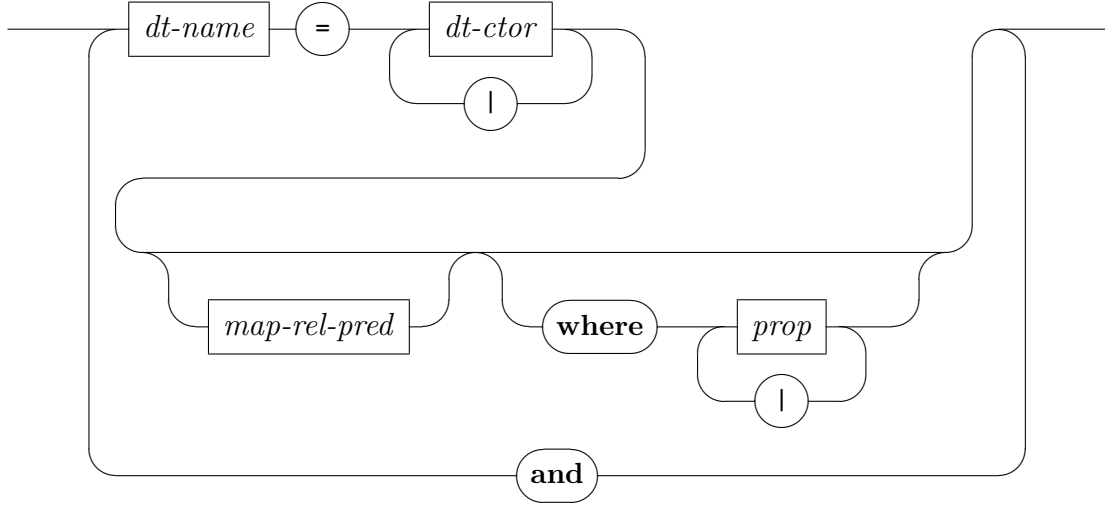 dt-name = dt-ctor
|
map-rel-pred where prop
|
and